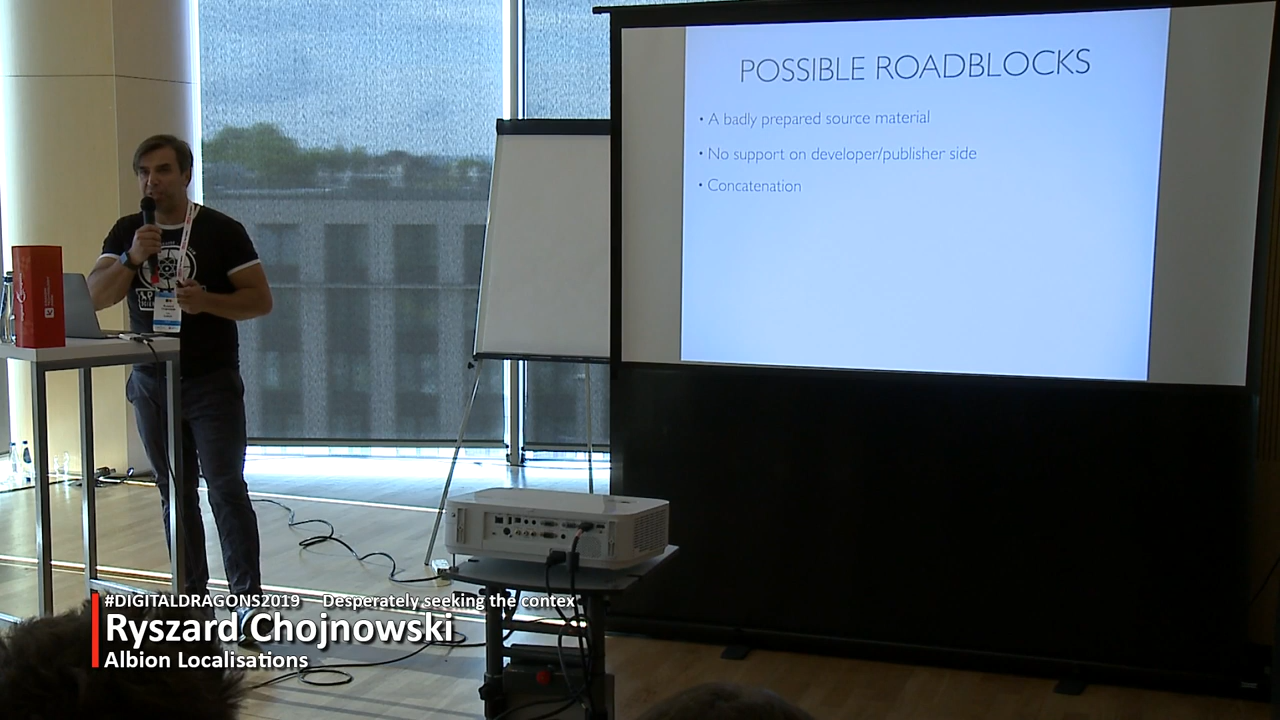 POSSIBLE ROADBLOCKS
• A badly prepared source material
• No support on developer/publisher side
• Concatenation
#DIGITALDRAGONS2019 Desperately seeking the contex
Ryszard Chojnowski
Albion Localisations